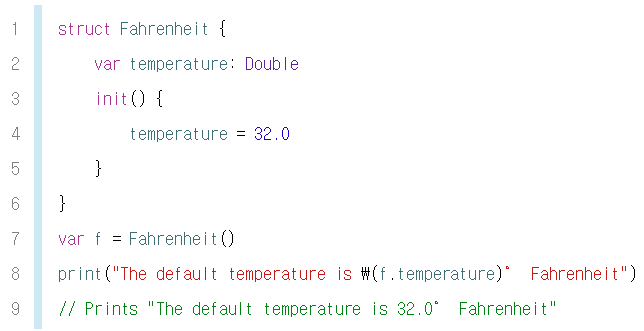 1 struct Fahrenheit {
2     var temperature: Double
3     init() {
4         temperature = 32.0
5     }
6 }
7 var f = Fahrenheit()
8 print("The default temperature is ₩(f.temperature)° Fahrenheit")
9 // Prints "The default temperature is 32.0° Fahrenheit"